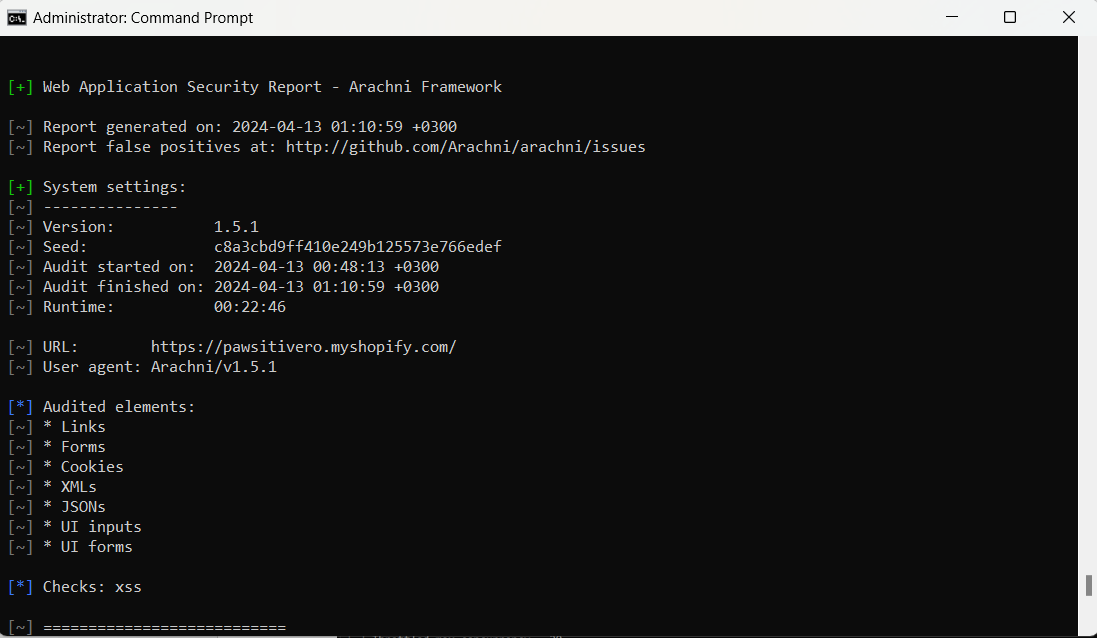 Administrator: Command Prompt
[+] Web Application Security Report - Arachni Framework
[~] Report generated on: 2024-04-13 01:10:59 +0300
[~] Report false positives at: http://github.com/Arachni/arachni/issues
[+] System settings:
[~] ---------------
[~] Version: 1.5.1
[~] Seed: c8a3cbd9ff410e249b125573e766edef
[~] Audit started on: 2024-04-13 00:48:13 +0300
[~] Audit finished on: 2024-04-13 01:10:59 +0300
[~] Runtime: 00:22:46
[~] URL: https://pawsitivero.myshopify.com/
[~] User agent: Arachni/v1.5.1
[*] Audited elements:
[~] * Links
[~] * Forms
[~] * Cookies
[~] * XMLs
[~] * JSONs
[~] * UI inputs
[~] * UI forms
[*] Checks: xss
[~] ===========================